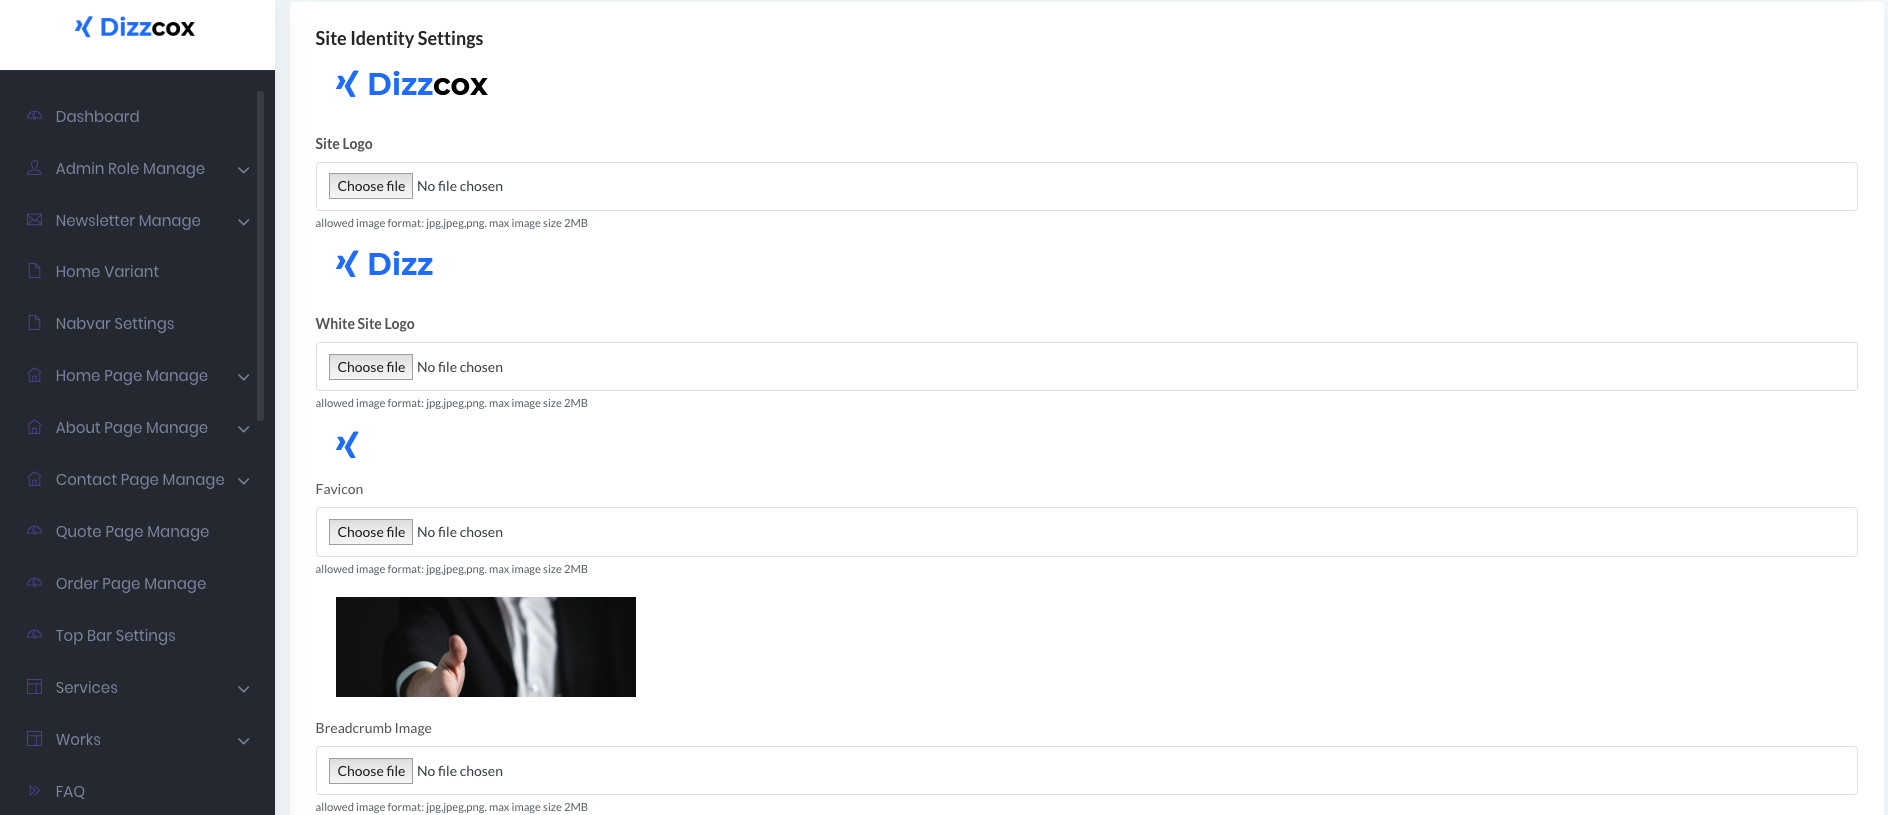 Dizzcox
Dashboard
Admin Role Manage
Newsletter Manage
Home Variant
Nabvar Settings
Home Page Manage
About Page Manage
Contact Page Manage
Quote Page Manage
Order Page Manage
Top Bar Settings
Services
Works
FAQ
Site Identity Settings
Dizzcox
Site Logo
Choose file No file chosen
allowed image format: jpg,jpeg,png. max image size 2MB
Dizz
White Site Logo
Choose file No file chosen
allowed image format: jpg,jpeg,png. max image size 2MB
Favicon
Choose file No file chosen
allowed image format: jpg,jpeg,png. max image size 2MB
Breadcrumb Image
Choose file No file chosen
allowed image format: jpg,jpeg,png. max image size 2MB